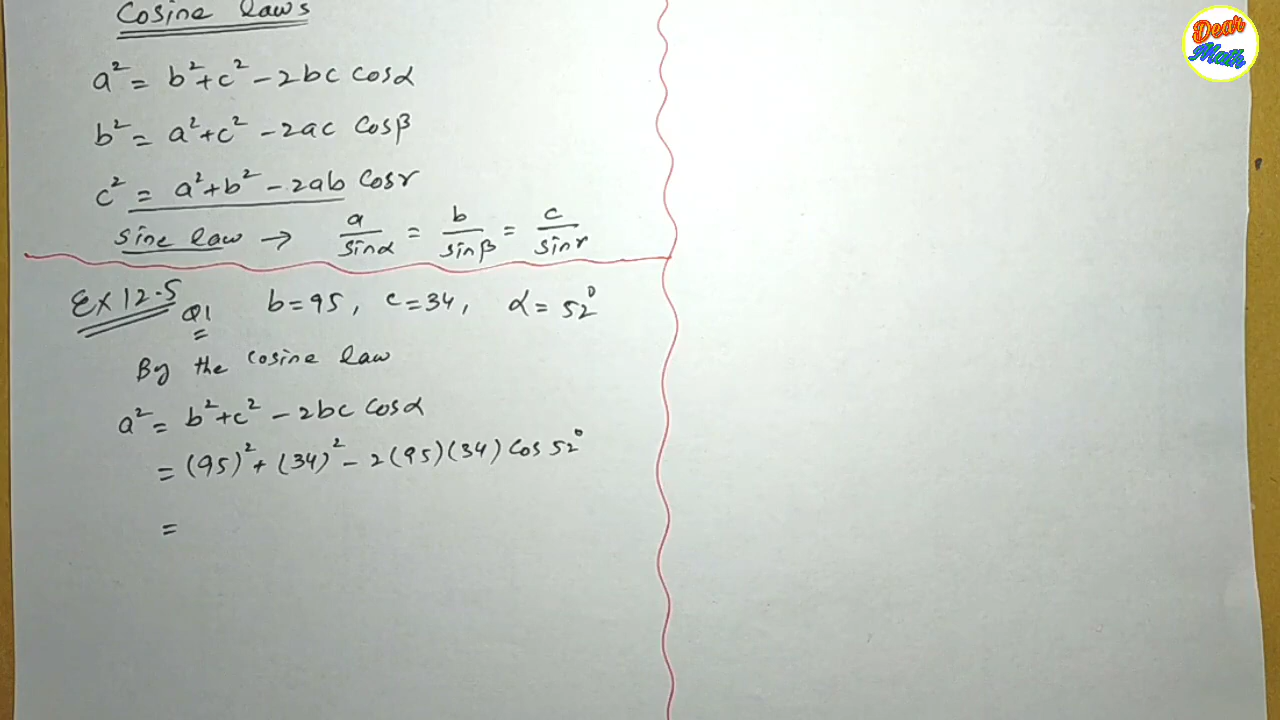 Cosine laws
a² = b² + c² - 2bc cosα
b² = a² + c² - 2ac cosβ
c² = a² + b² - 2ab cosγ
sine law → a/sinα = b/sinβ = c/sinγ
Ex 12.5 Q1 b = 95, c = 34, α = 52°
By the cosine law
a² = b² + c² - 2bc cosα
= (95)² + (34)² - 2(95)(34) cos 52°
=
Dear
Math